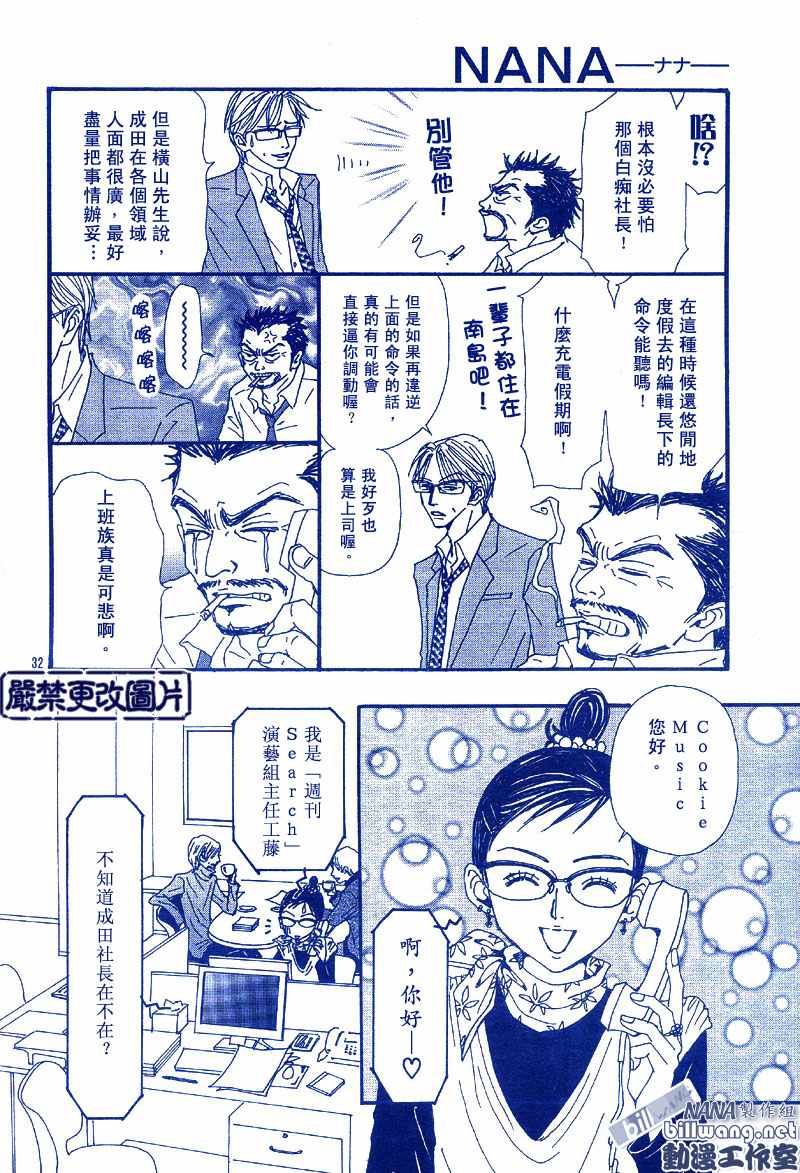 NANA
ナナ
啥!?
根本沒必要怕
那個白痴社長！
別管他！
但是橫山先生說，
成田在各個領域
人面都很廣，最好
盡量把事情辦妥…
在這種時候還悠閒地
度假去的編輯長下的
命令能聽嗎！
什麼充電假期啊！
一輩子都住在
南島吧！
但是如果再違逆
上面的命令的話，
真的有可能會
直接逼你調動喔？
我好歹也
算是上司喔。
喀喀喀喀
上班族真是可悲啊。
32
嚴禁更改圖片
Cookie
Music
您好。
啊，你好—♡
我是「週刊
Search」
演藝組主任工藤
不知道成田社長在不在？
bill
NANA製作組
billwang.net
動漫工作室